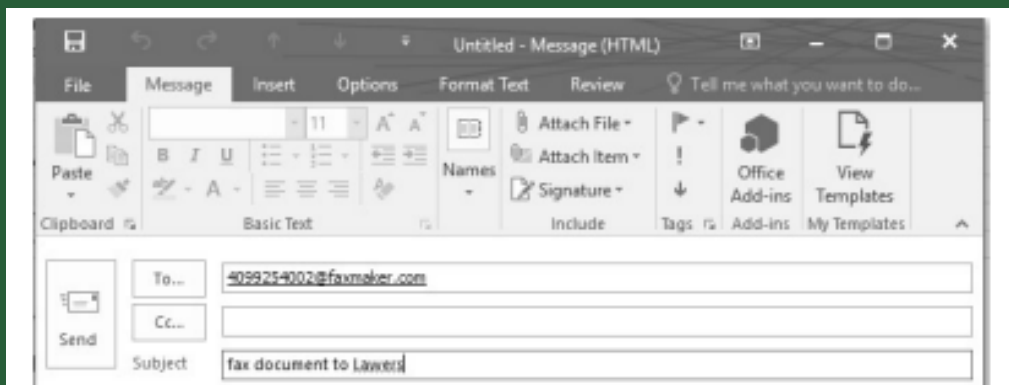 Untitled - Message (HTML)
File Message Insert Options Format Text Review Tell me what you want to do...
11 A A Attach File
B I U Names Attach Item ! Office View
Paste A Signature Add-ins Templates
Clipboard Basic Text Include Tags Add-ins My Templates
To... 4099254002@faxmaker.com
Cc...
Send
Subject fax document to Lawers